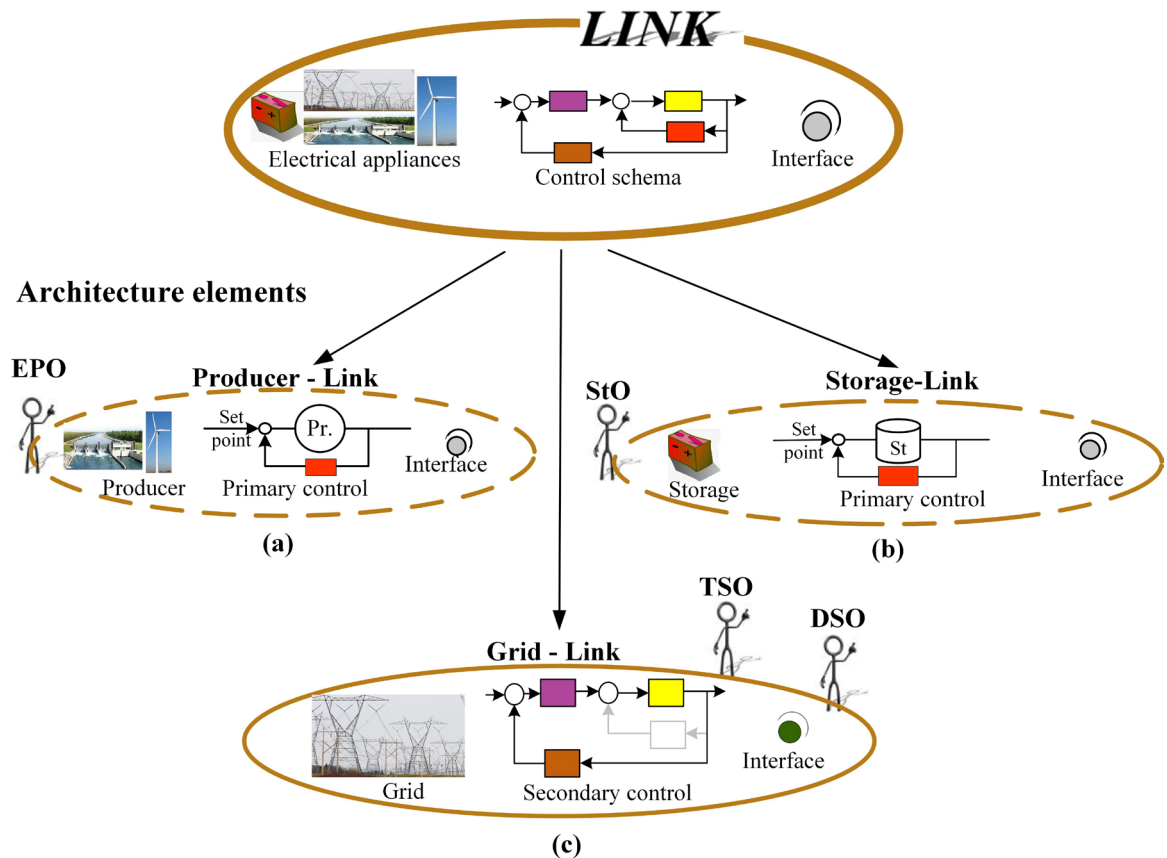 LINK
Electrical appliances
Control schema
Interface
Architecture elements
EPO
Producer - Link
Set
point
Pr.
Producer
Primary control
Interface
(a)
StO
Storage-Link
Set
point
St
Storage
Primary control
Interface
(b)
TSO
DSO
Grid - Link
Grid
Secondary control
Interface
(c)